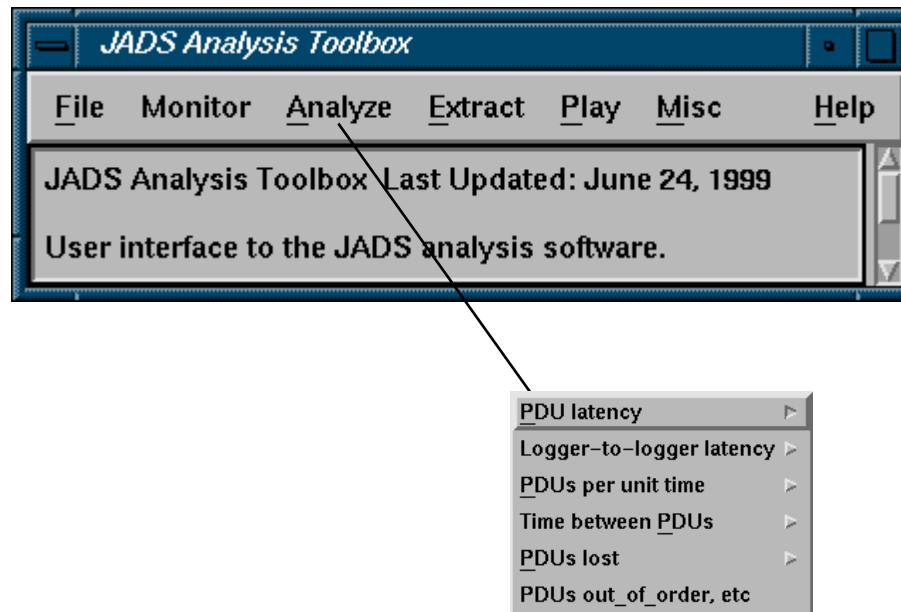 JADS Analysis Toolbox
File Monitor Analyze Extract Play Misc Help
JADS Analysis Toolbox Last Updated: June 24, 1999
User interface to the JADS analysis software.
PDU latency
Logger-to-logger latency
PDUs per unit time
Time between PDUs
PDUs lost
PDUs out_of_order, etc